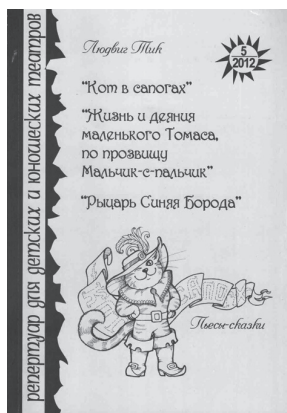 репертуар для детских и юношеских театров
Людвиг Тик
5
2012
"Кот в сапогах"
"Жизнь и деяния
маленького Томаса,
по прозвищу
Мальчик-с-пальчик"
"Рыцарь Синяя Борода"
Пьесы-сказки